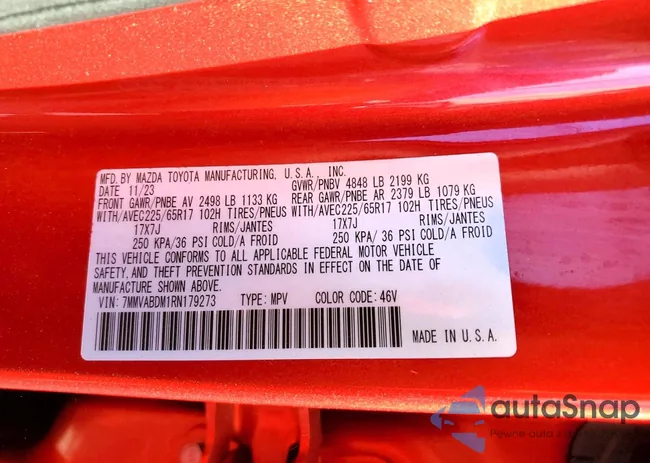 MFD. BY MAZDA TOYOTA MANUFACTURING, U.S.A., INC.
DATE 11/23 GVWR/PNBV 4848 LB 2199 KG
FRONT GAWR/PNBE AV 2498 LB 1133 KG REAR GAWR/PNBE AR 2379 LB 1079 KG
WITH/AVEC225/65R17 102H TIRES/PNEUS WITH/AVEC225/65R17 102H TIRES/PNEUS
17X7J RIMS/JANTES 17X7J RIMS/JANTES
250 KPA/36 PSI COLD/A FROID 250 KPA/ 36 PSI COLD/A FROID
THIS VEHICLE CONFORMS TO ALL APPLICABLE FEDERAL MOTOR VEHICLE
SAFETY, AND THEFT PREVENTION STANDARDS IN EFFECT ON THE DATE OF
MANUFACTURE SHOWN ABOVE.
VIN: 7MMVABDM1RN179273 TYPE: MPV COLOR CODE: 46V
MADE IN U.S.A.
autoSnap
Pewne auto